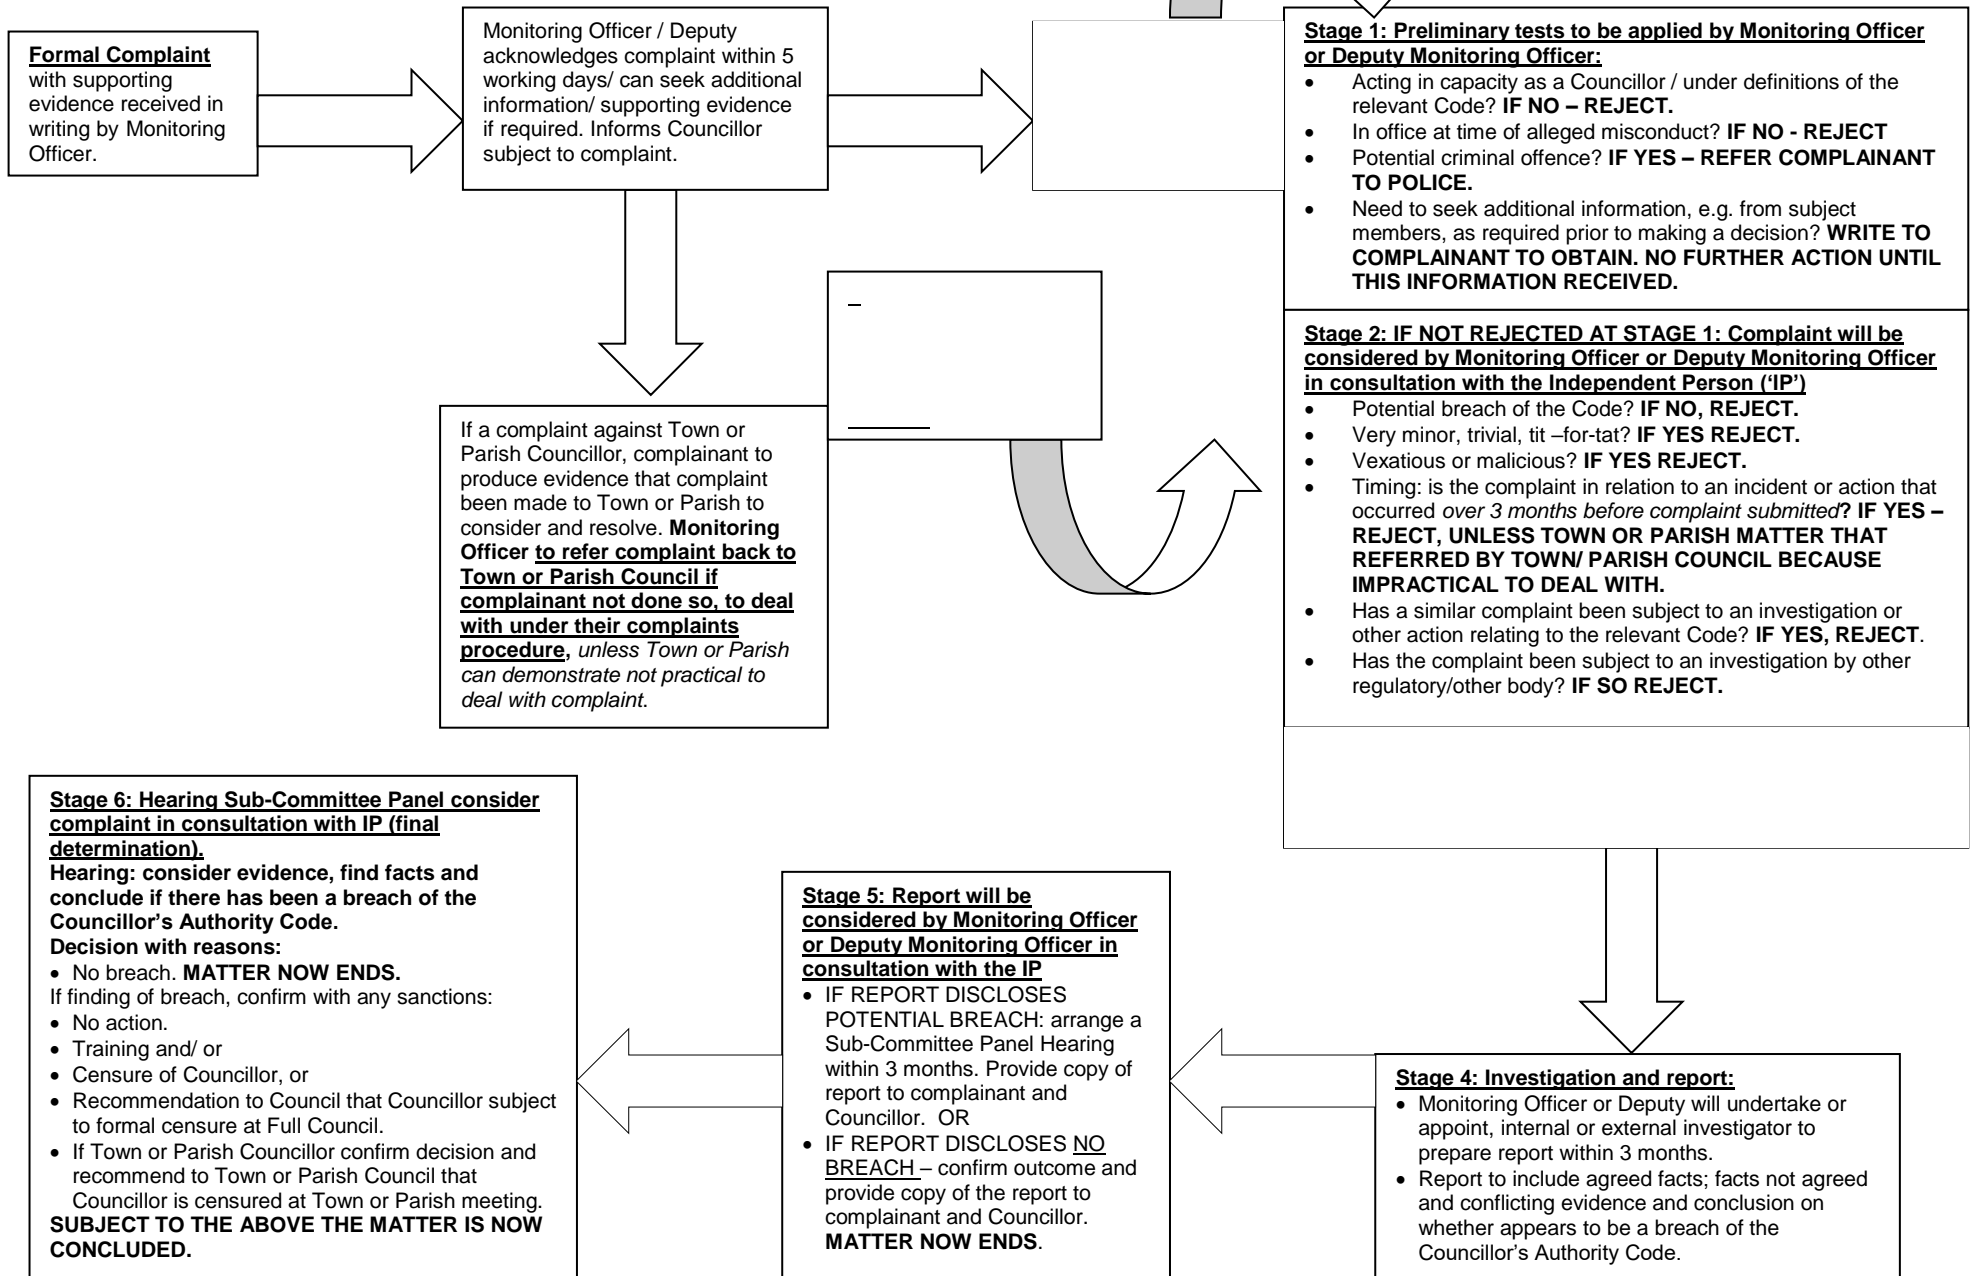 Formal Complaint
with supporting
evidence received in
writing by Monitoring
Officer.
Monitoring Officer / Deputy
acknowledges complaint within 5
working days/ can seek additional
information/ supporting evidence
if required. Informs Councillor
subject to complaint.
If a complaint against Town or
Parish Councillor, complainant to
produce evidence that complaint
been made to Town or Parish to
consider and resolve. Monitoring
Officer to refer complaint back to
Town or Parish Council if
complainant not done so, to deal
with under their complaints
procedure, unless Town or Parish
can demonstrate not practical to
deal with complaint.
Stage 1: Preliminary tests to be applied by Monitoring Officer
or Deputy Monitoring Officer:
• Acting in capacity as a Councillor / under definitions of the
relevant Code? IF NO – REJECT.
• In office at time of alleged misconduct? IF NO - REJECT
• Potential criminal offence? IF YES – REFER COMPLAINANT
TO POLICE.
• Need to seek additional information, e.g. from subject
members, as required prior to making a decision? WRITE TO
COMPLAINANT TO OBTAIN. NO FURTHER ACTION UNTIL
THIS INFORMATION RECEIVED.
Stage 2: IF NOT REJECTED AT STAGE 1: Complaint will be
considered by Monitoring Officer or Deputy Monitoring Officer
in consultation with the Independent Person (‘IP’)
• Potential breach of the Code? IF NO, REJECT.
• Very minor, trivial, tit –for-tat? IF YES REJECT.
• Vexatious or malicious? IF YES REJECT.
• Timing: is the complaint in relation to an incident or action that
occurred over 3 months before complaint submitted? IF YES –
REJECT, UNLESS TOWN OR PARISH MATTER THAT
REFERRED BY TOWN/ PARISH COUNCIL BECAUSE
IMPRACTICAL TO DEAL WITH.
• Has a similar complaint been subject to an investigation or
other action relating to the relevant Code? IF YES, REJECT.
• Has the complaint been subject to an investigation by other
regulatory/other body? IF SO REJECT.
Stage 4: Investigation and report:
• Monitoring Officer or Deputy will undertake or
appoint, internal or external investigator to
prepare report within 3 months.
• Report to include agreed facts; facts not agreed
and conflicting evidence and conclusion on
whether appears to be a breach of the
Councillor’s Authority Code.
Stage 5: Report will be
considered by Monitoring Officer
or Deputy Monitoring Officer in
consultation with the IP
• IF REPORT DISCLOSES
POTENTIAL BREACH: arrange a
Sub-Committee Panel Hearing
within 3 months. Provide copy of
report to complainant and
Councillor. OR
• IF REPORT DISCLOSES NO
BREACH – confirm outcome and
provide copy of the report to
complainant and Councillor.
MATTER NOW ENDS.
Stage 6: Hearing Sub-Committee Panel consider
complaint in consultation with IP (final
determination).
Hearing: consider evidence, find facts and
conclude if there has been a breach of the
Councillor’s Authority Code.
Decision with reasons:
• No breach. MATTER NOW ENDS.
If finding of breach, confirm with any sanctions:
• No action.
• Training and/ or
• Censure of Councillor, or
• Recommendation to Council that Councillor subject
to formal censure at Full Council.
• If Town or Parish Councillor confirm decision and
recommend to Town or Parish Council that
Councillor is censured at Town or Parish meeting.
SUBJECT TO THE ABOVE THE MATTER IS NOW
CONCLUDED.